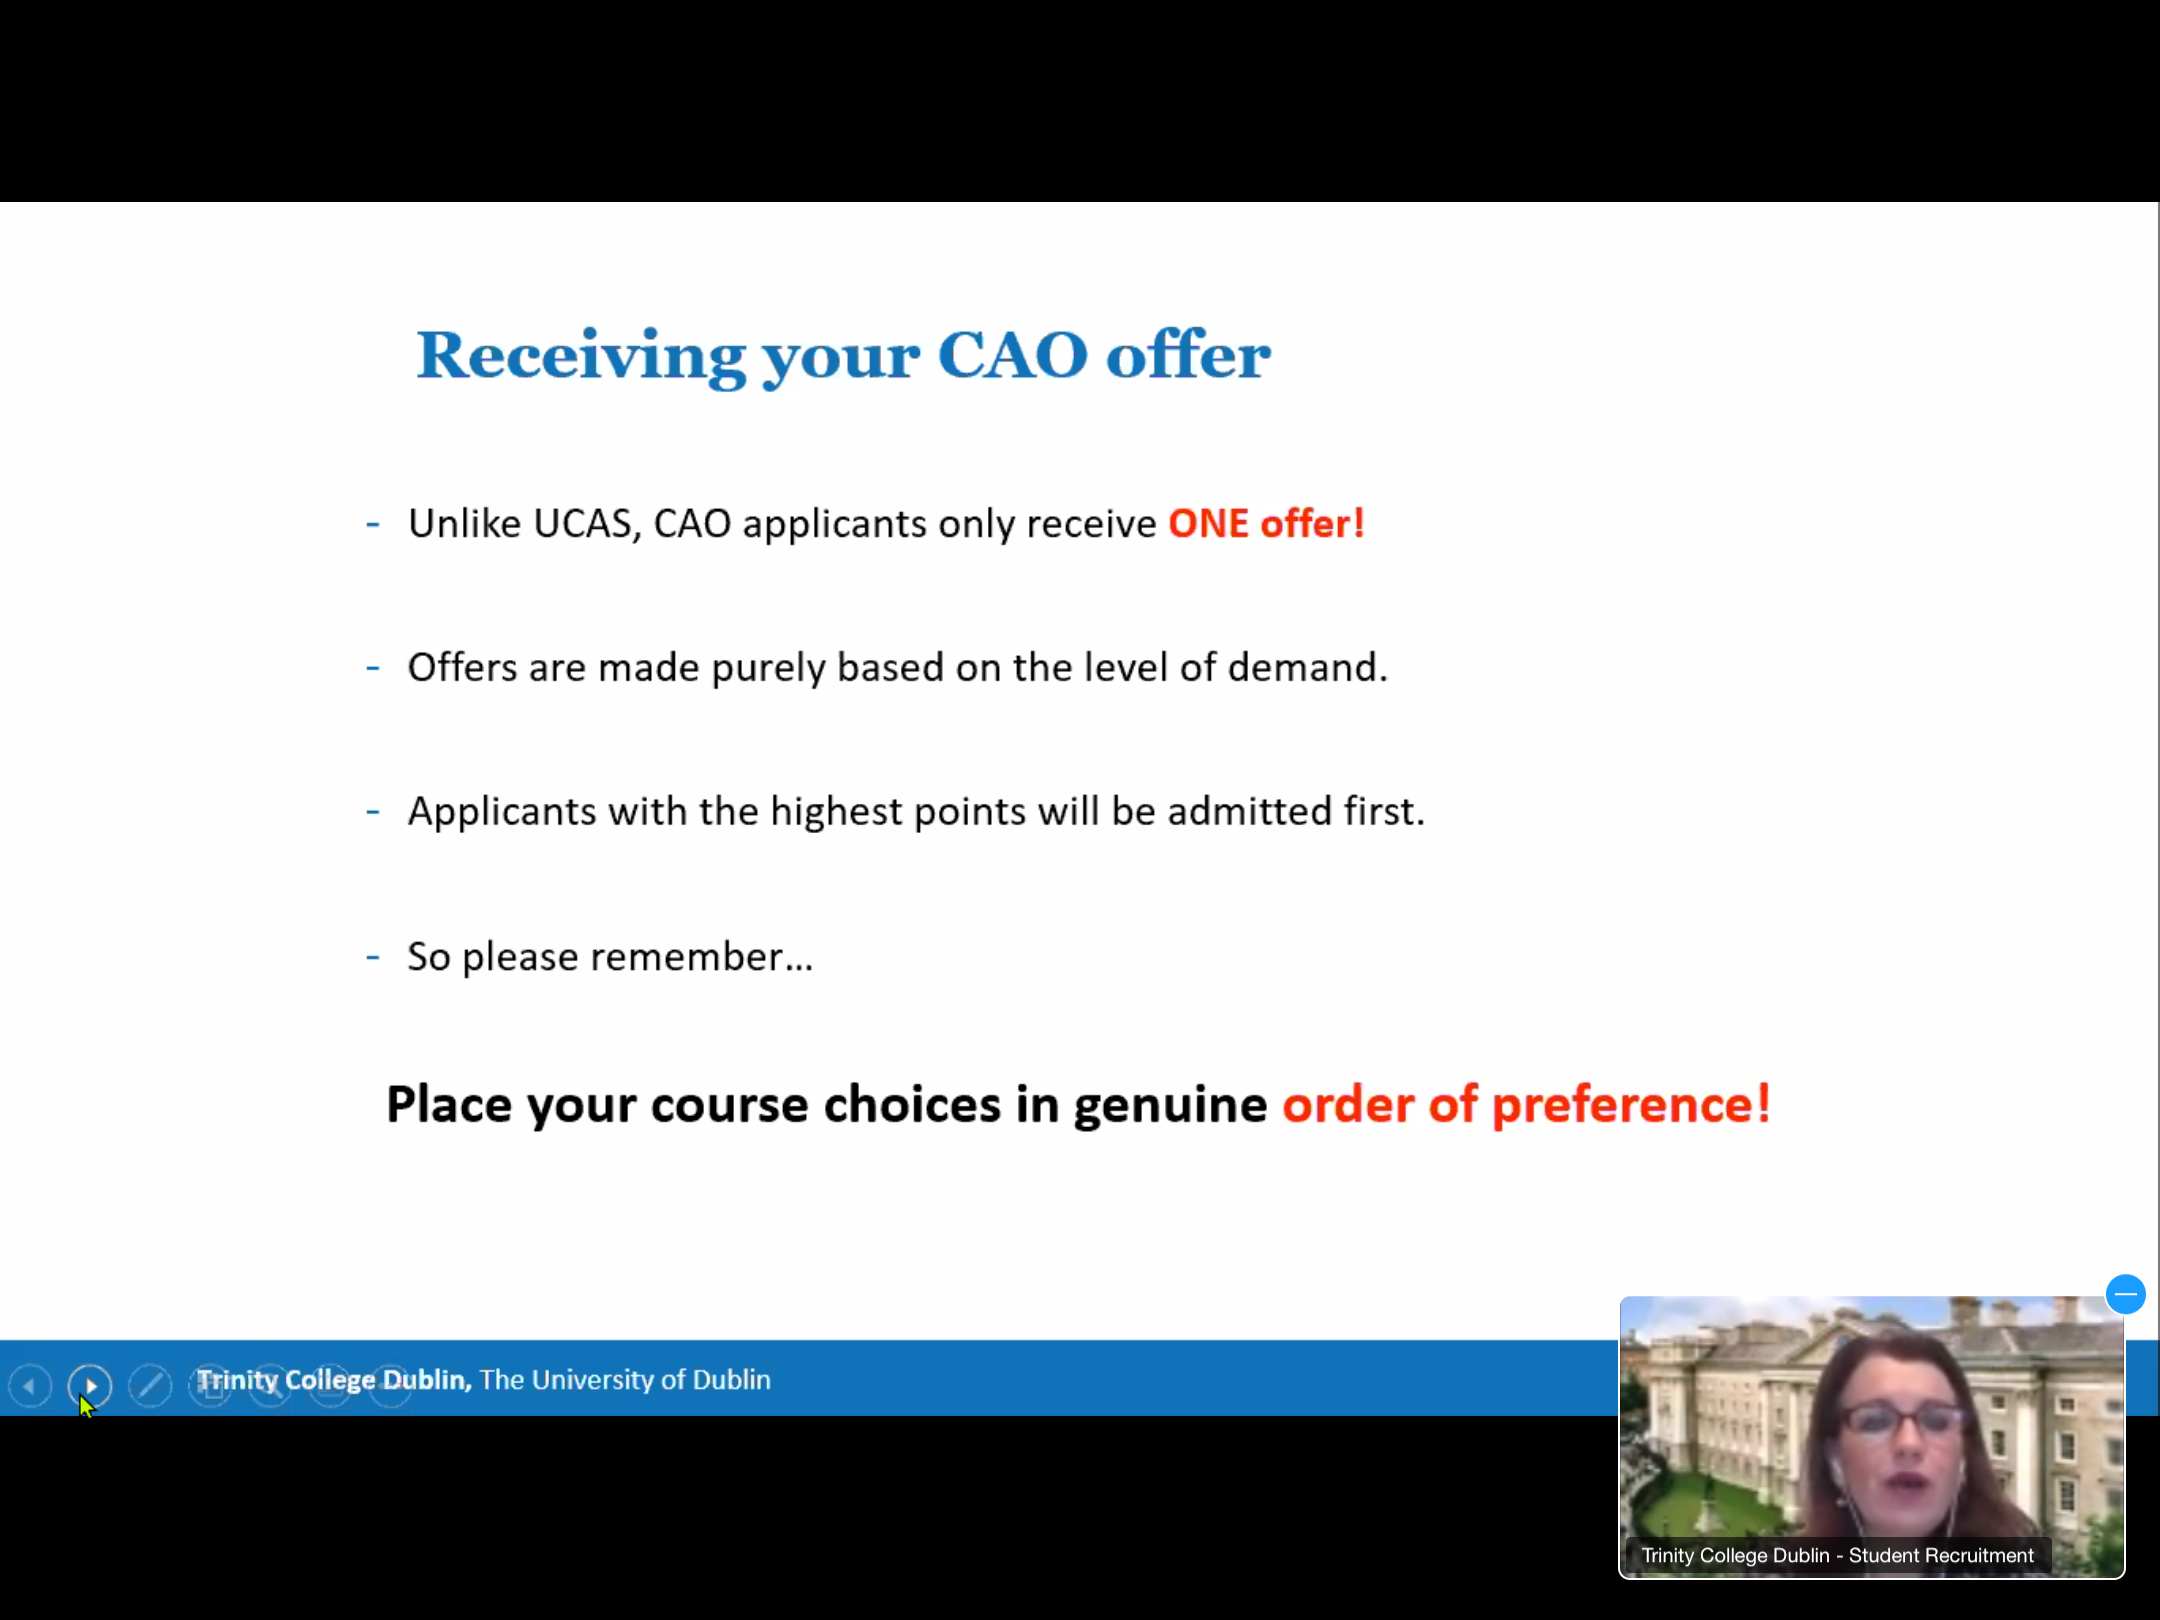 Receiving your CAO offer
- Unlike UCAS, CAO applicants only receive ONE offer!
- Offers are made purely based on the level of demand.
- Applicants with the highest points will be admitted first.
- So please remember...
Place your course choices in genuine order of preference!
Trinity College Dublin, The University of Dublin
Trinity College Dublin - Student Recruitment